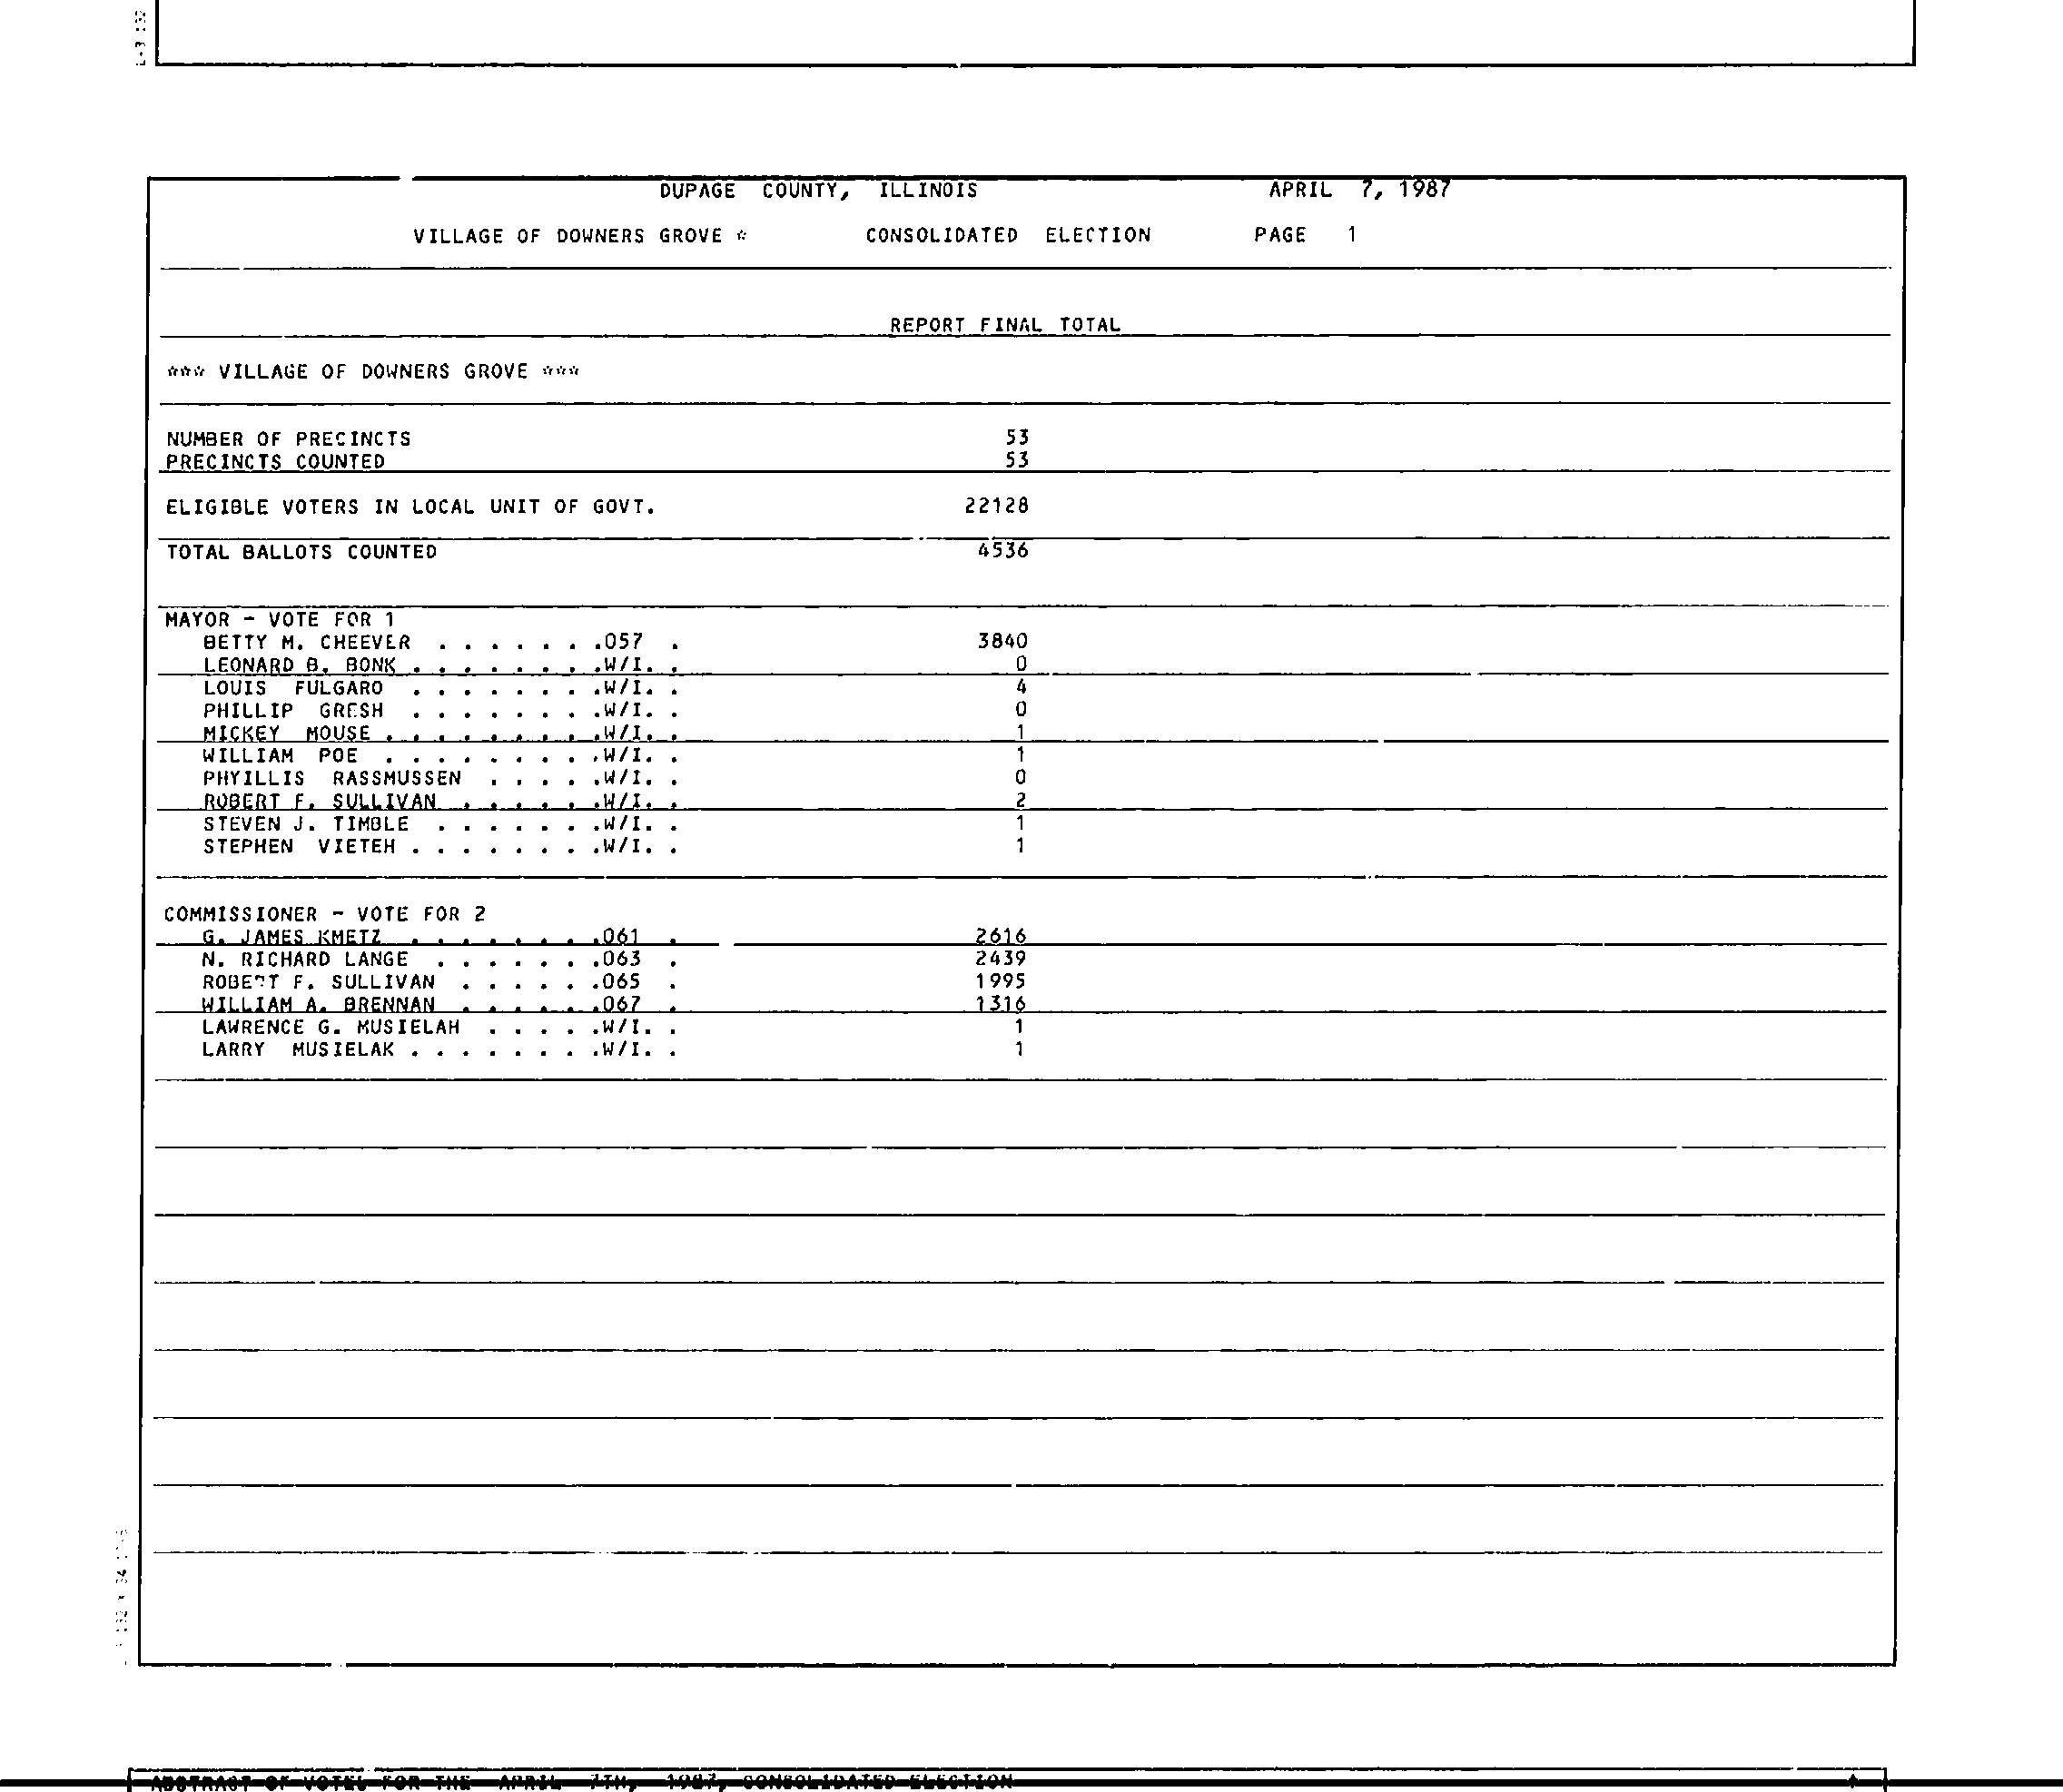 DUPAGE COUNTY, ILLINOIS APRIL 7, 1987
VILLAGE OF DOWNERS GROVE * CONSOLIDATED ELECTION PAGE 1
REPORT FINAL TOTAL
*** VILLAGE OF DOWNERS GROVE ***
NUMBER OF PRECINCTS 53
PRECINCTS COUNTED 53
ELIGIBLE VOTERS IN LOCAL UNIT OF GOVT. 22128
TOTAL BALLOTS COUNTED 4536
MAYOR - VOTE FOR 1
BETTY M. CHEEVER . . . . . . .057 . 3840
LEONARD B. BONK . . . . . . . .W/I. . 0
LOUIS FULGARO . . . . . . . .W/I. . 4
PHILLIP GRESH . . . . . . . .W/I. . 0
MICKEY MOUSE . . . . . . . . .W/I. . 1
WILLIAM POE . . . . . . . . .W/I. . 1
PHYILLIS RASSMUSSEN . . . . .W/I. . 0
ROBERT F. SULLIVAN . . . . . .W/I. . 2
STEVEN J. TIMBLE . . . . . . .W/I. . 1
STEPHEN VIETEH . . . . . . . .W/I. . 1
COMMISSIONER - VOTE FOR 2
G. JAMES KMETZ . . . . . . . .061 . 2616
N. RICHARD LANGE . . . . . . .063 . 2439
ROBERT F. SULLIVAN . . . . . .065 . 1995
WILLIAM A. BRENNAN . . . . . .067 . 1316
LAWRENCE G. MUSIELAH . . . . .W/I. . 1
LARRY MUSIELAK . . . . . . . .W/I. . 1
ABSTRACT OF VOTES FOR THE APRIL 7TH, 1987, CONSOLIDATED ELECTION